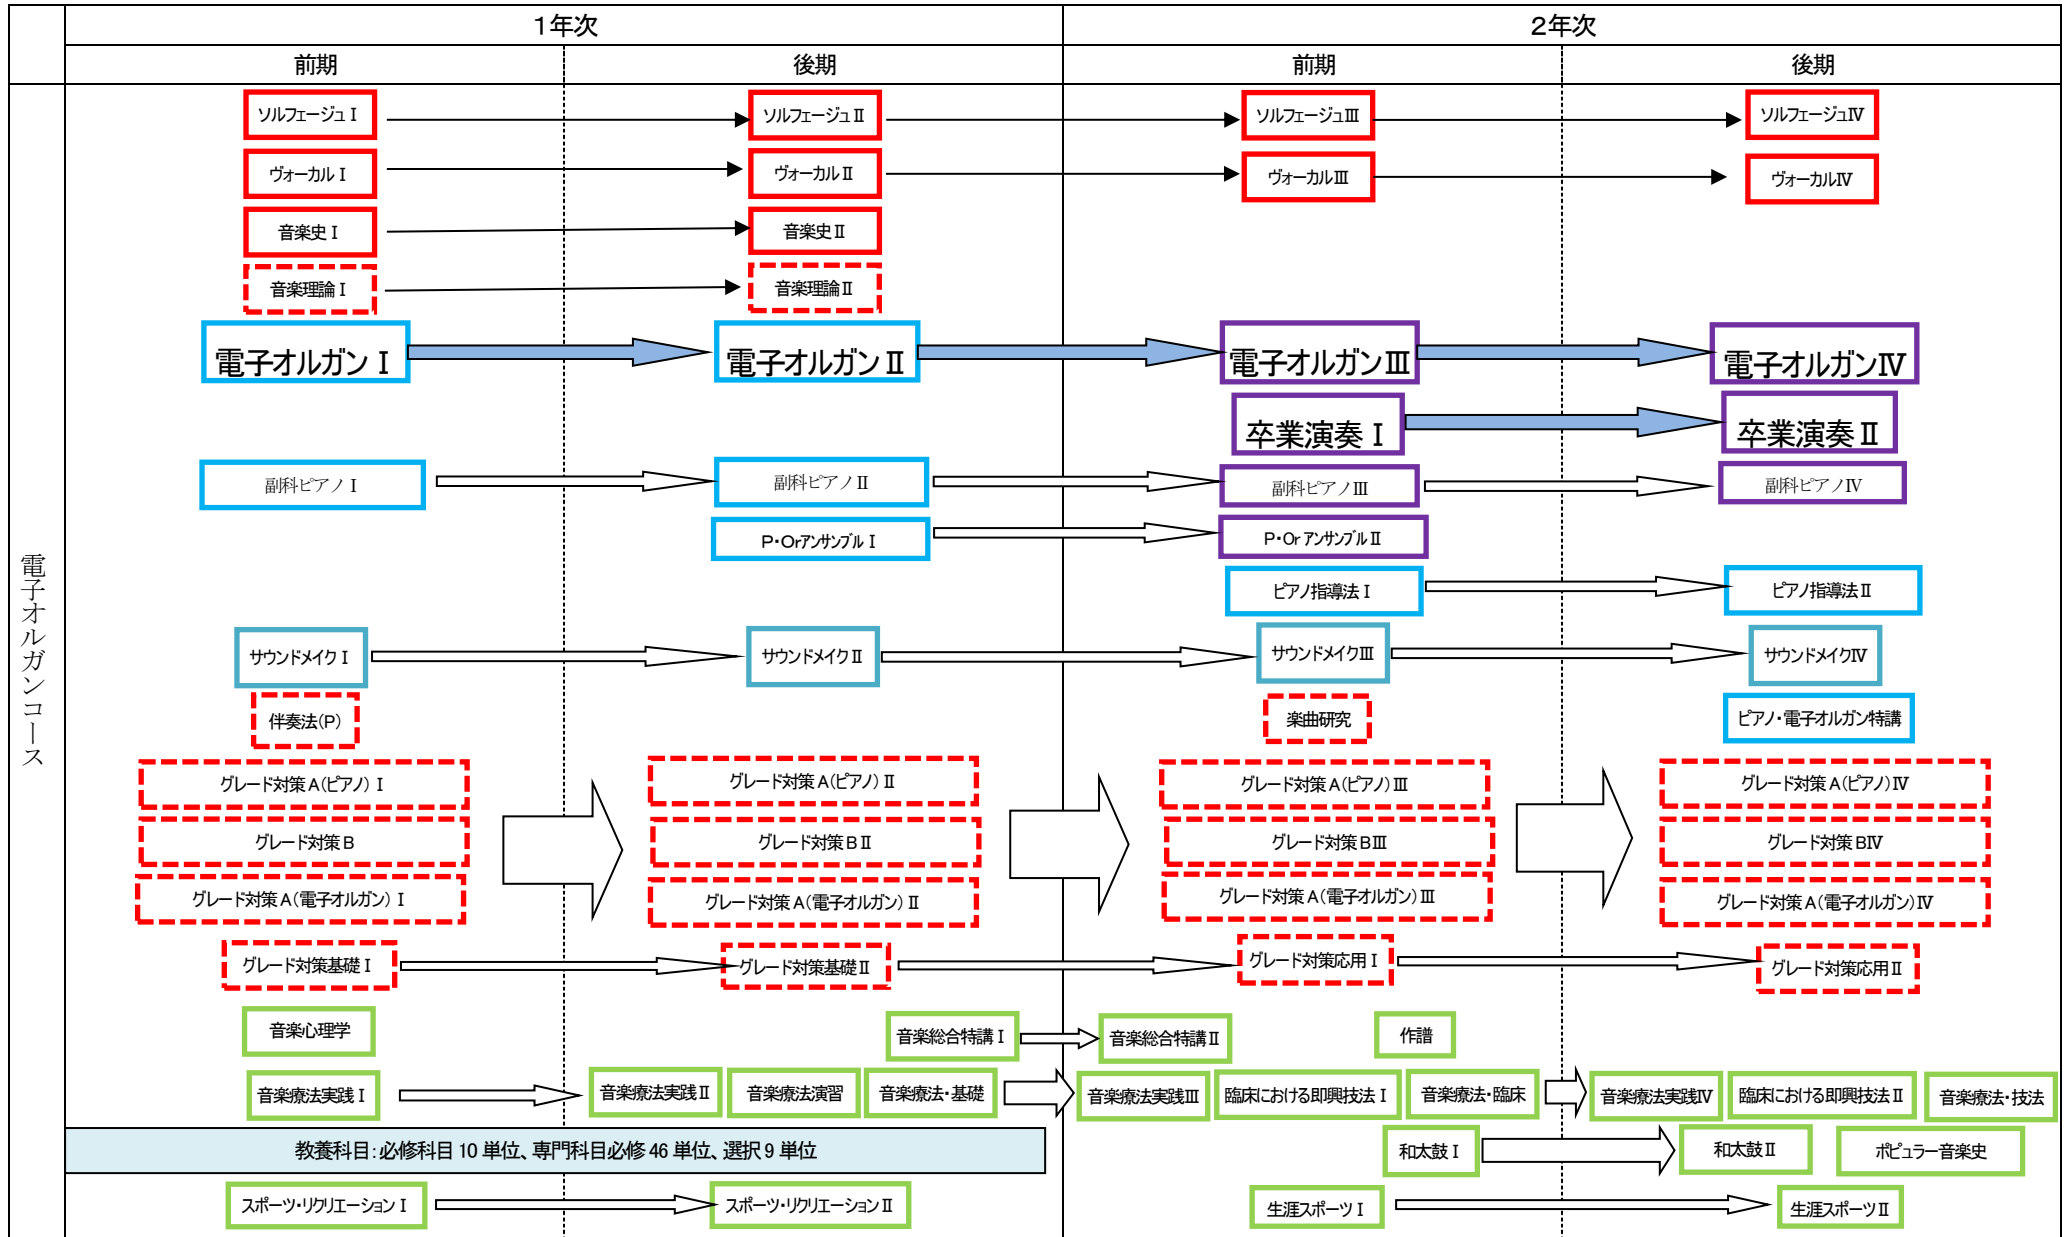 1年次
2年次
前期
後期
前期
後期
電子オルガンコース
ソルフェージュⅠ
ソルフェージュⅡ
ソルフェージュⅢ
ソルフェージュⅣ
ヴォーカルⅠ
ヴォーカルⅡ
ヴォーカルⅢ
ヴォーカルⅣ
音楽史Ⅰ
音楽史Ⅱ
音楽理論Ⅰ
音楽理論Ⅱ
電子オルガンⅠ
電子オルガンⅡ
電子オルガンⅢ
電子オルガンⅣ
卒業演奏Ⅰ
卒業演奏Ⅱ
副科ピアノⅠ
副科ピアノⅡ
副科ピアノⅢ
副科ピアノⅣ
P・OrアンサンブルⅠ
P・OrアンサンブルⅡ
ピアノ指導法Ⅰ
ピアノ指導法Ⅱ
サウンドメイクⅠ
サウンドメイクⅡ
サウンドメイクⅢ
サウンドメイクⅣ
伴奏法(P)
楽曲研究
ピアノ・電子オルガン特講
グレード対策A(ピアノ)Ⅰ
グレード対策A(ピアノ)Ⅱ
グレード対策A(ピアノ)Ⅲ
グレード対策A(ピアノ)Ⅳ
グレード対策B
グレード対策BⅡ
グレード対策BⅢ
グレード対策BⅣ
グレード対策A(電子オルガン)Ⅰ
グレード対策A(電子オルガン)Ⅱ
グレード対策A(電子オルガン)Ⅲ
グレード対策A(電子オルガン)Ⅳ
グレード対策基礎Ⅰ
グレード対策基礎Ⅱ
グレード対策応用Ⅰ
グレード対策応用Ⅱ
音楽心理学
音楽総合特講Ⅰ
音楽総合特講Ⅱ
作譜
音楽療法実践Ⅰ
音楽療法実践Ⅱ
音楽療法演習
音楽療法・基礎
音楽療法実践Ⅲ
臨床における即興技法Ⅰ
音楽療法・臨床
音楽療法実践Ⅳ
臨床における即興技法Ⅱ
音楽療法・技法
教養科目:必修科目10単位、専門科目必修46単位、選択9単位
和太鼓Ⅰ
和太鼓Ⅱ
ポピュラー音楽史
スポーツ・リクリエーションⅠ
スポーツ・リクリエーションⅡ
生涯スポーツⅠ
生涯スポーツⅡ